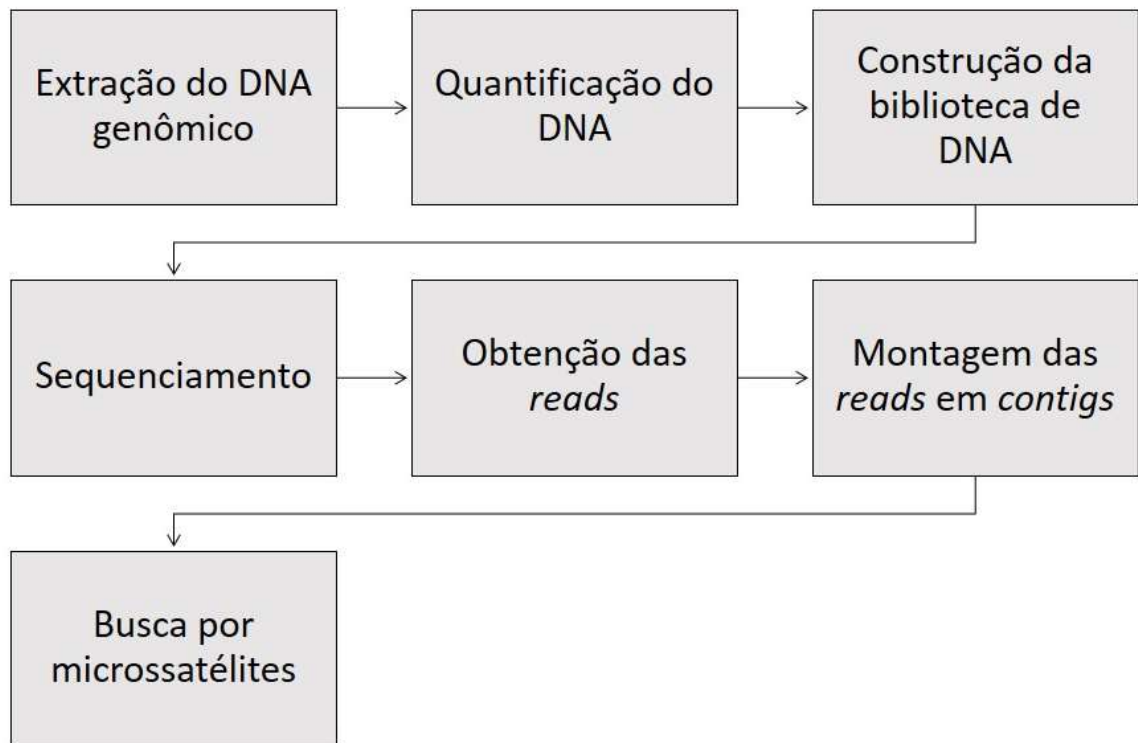 Extração do DNA
genômico
Quantificação do
DNA
Construção da
biblioteca de
DNA
Sequenciamento
Obtenção das
reads
Montagem das
reads em contigs
Busca por
microssatélites